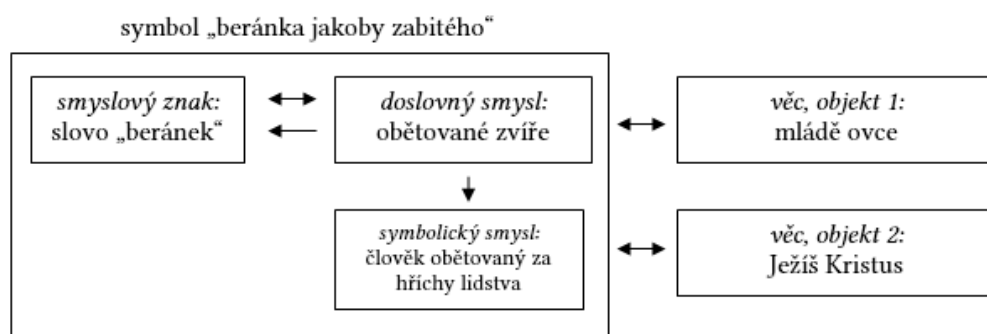 symbol „beránka jakoby zabitého“
smyslový znak:
slovo „beránek“
doslovný smysl:
obětované zvíře
věc, objekt 1:
mládě ovce
symbolický smysl:
člověk obětovaný za
hříchy lidstva
věc, objekt 2:
Ježíš Kristus